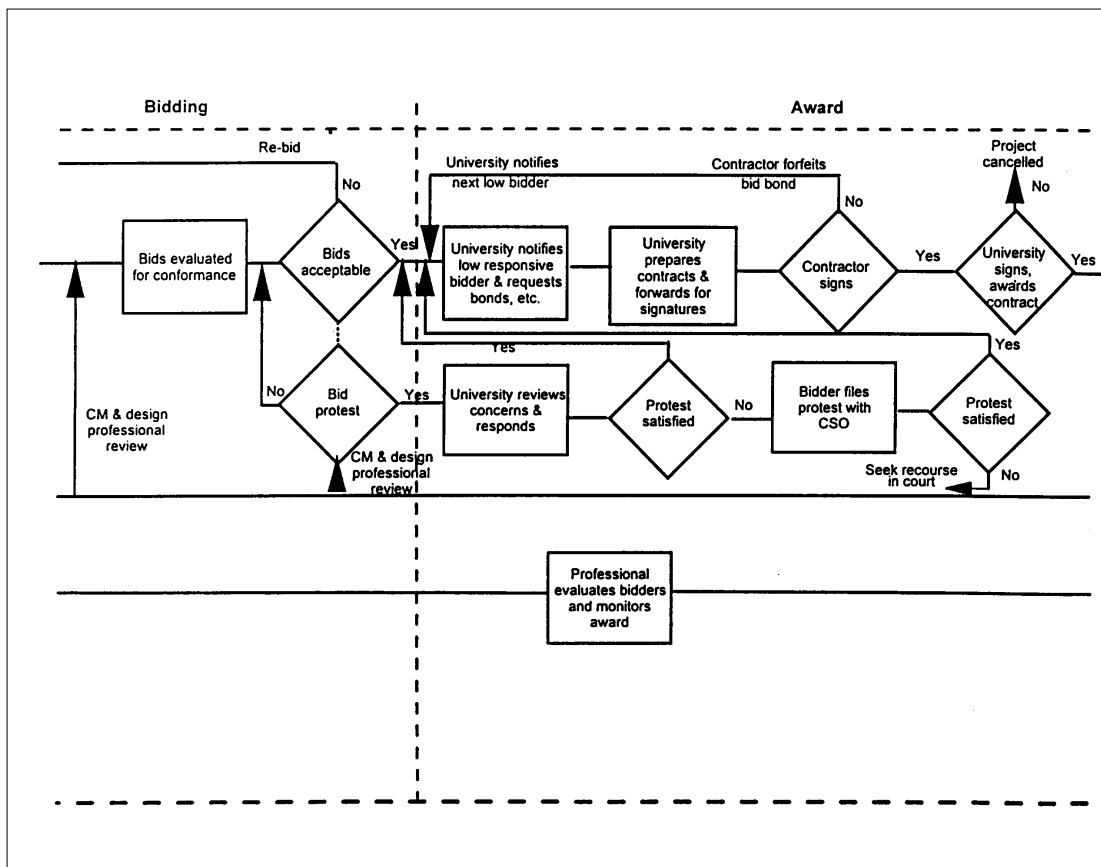 Bidding
Award
Re-bid
No
Bids evaluated
for conformance
Bids
acceptable
Yes
University notifies
next low bidder
Contractor forfeits
bid bond
University notifies
low responsive
bidder & requests
bonds, etc.
University
prepares
contracts &
forwards for
signatures
No
Contractor
signs
Yes
Project
cancelled
No
University
signs,
awards
contract
Yes
CM & design
professional
review
No
Bid
protest
Yes
CM & design
professional
review
University reviews
concerns &
responds
Yes
Protest
satisfied
No
Bidder files
protest with
CSO
Yes
Protest
satisfied
No
Seek recourse
in court
Professional
evaluates bidders
and monitors
award